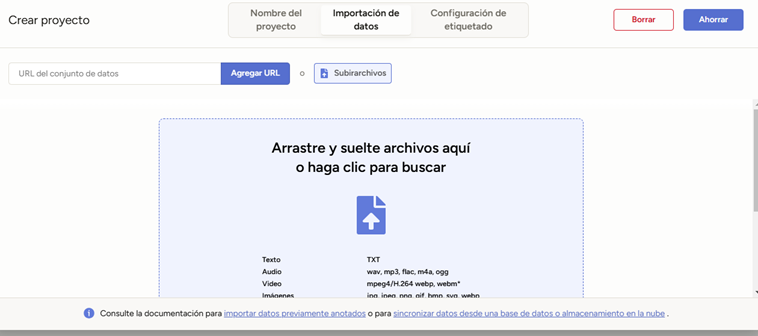 Crear proyecto
Nombre del
proyecto
Importación de
datos
Configuración de
etiquetado
Borrar
Ahorrar
URL del conjunto de datos
Agregar URL
o
Subirarchivos
Arrastre y suelte archivos aquí
o haga clic para buscar
Texto TXT
Audio wav, mp3, flac, m4a, ogg
Video mpeg4/H.264 webp, webm*
Imágenes jpg, jpeg, png, gif, bmp, svg, webp
Consulte la documentación para importar datos previamente anotados o para sincronizar datos desde una base de datos o almacenamiento en la nube .